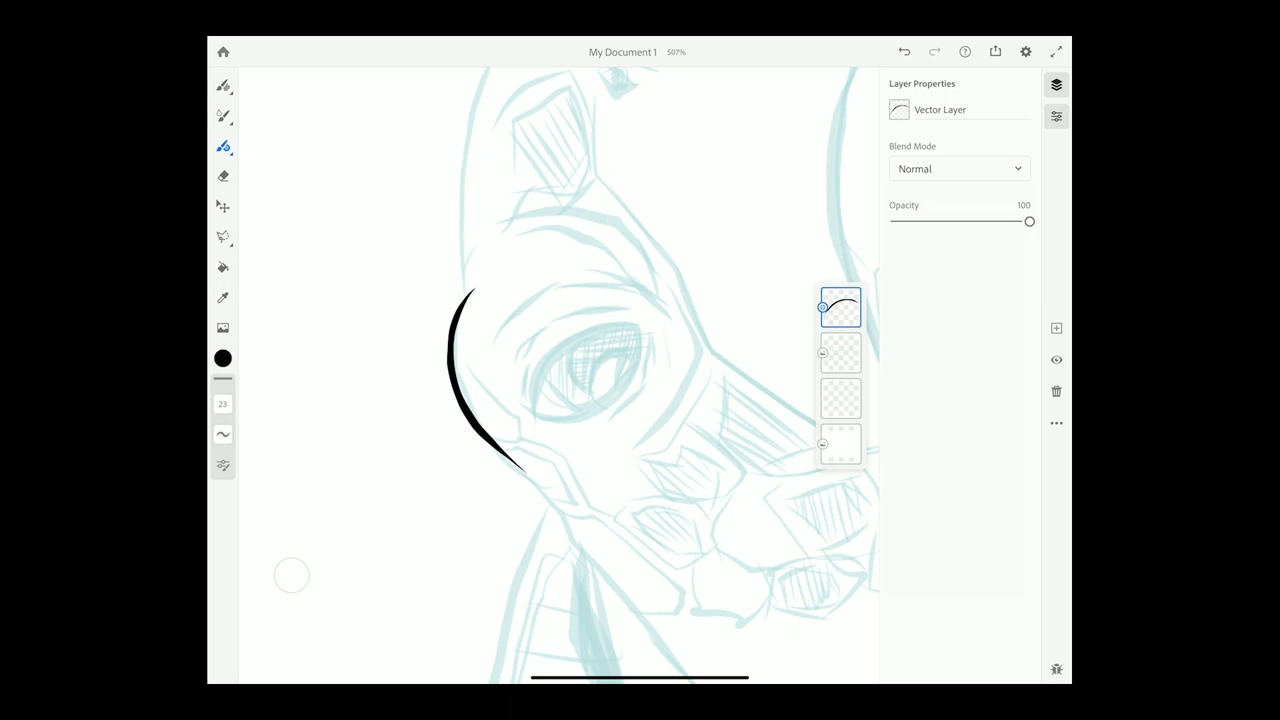 My Document 1 507%
Layer Properties
Vector Layer
Blend Mode
Normal
Opacity 100
23